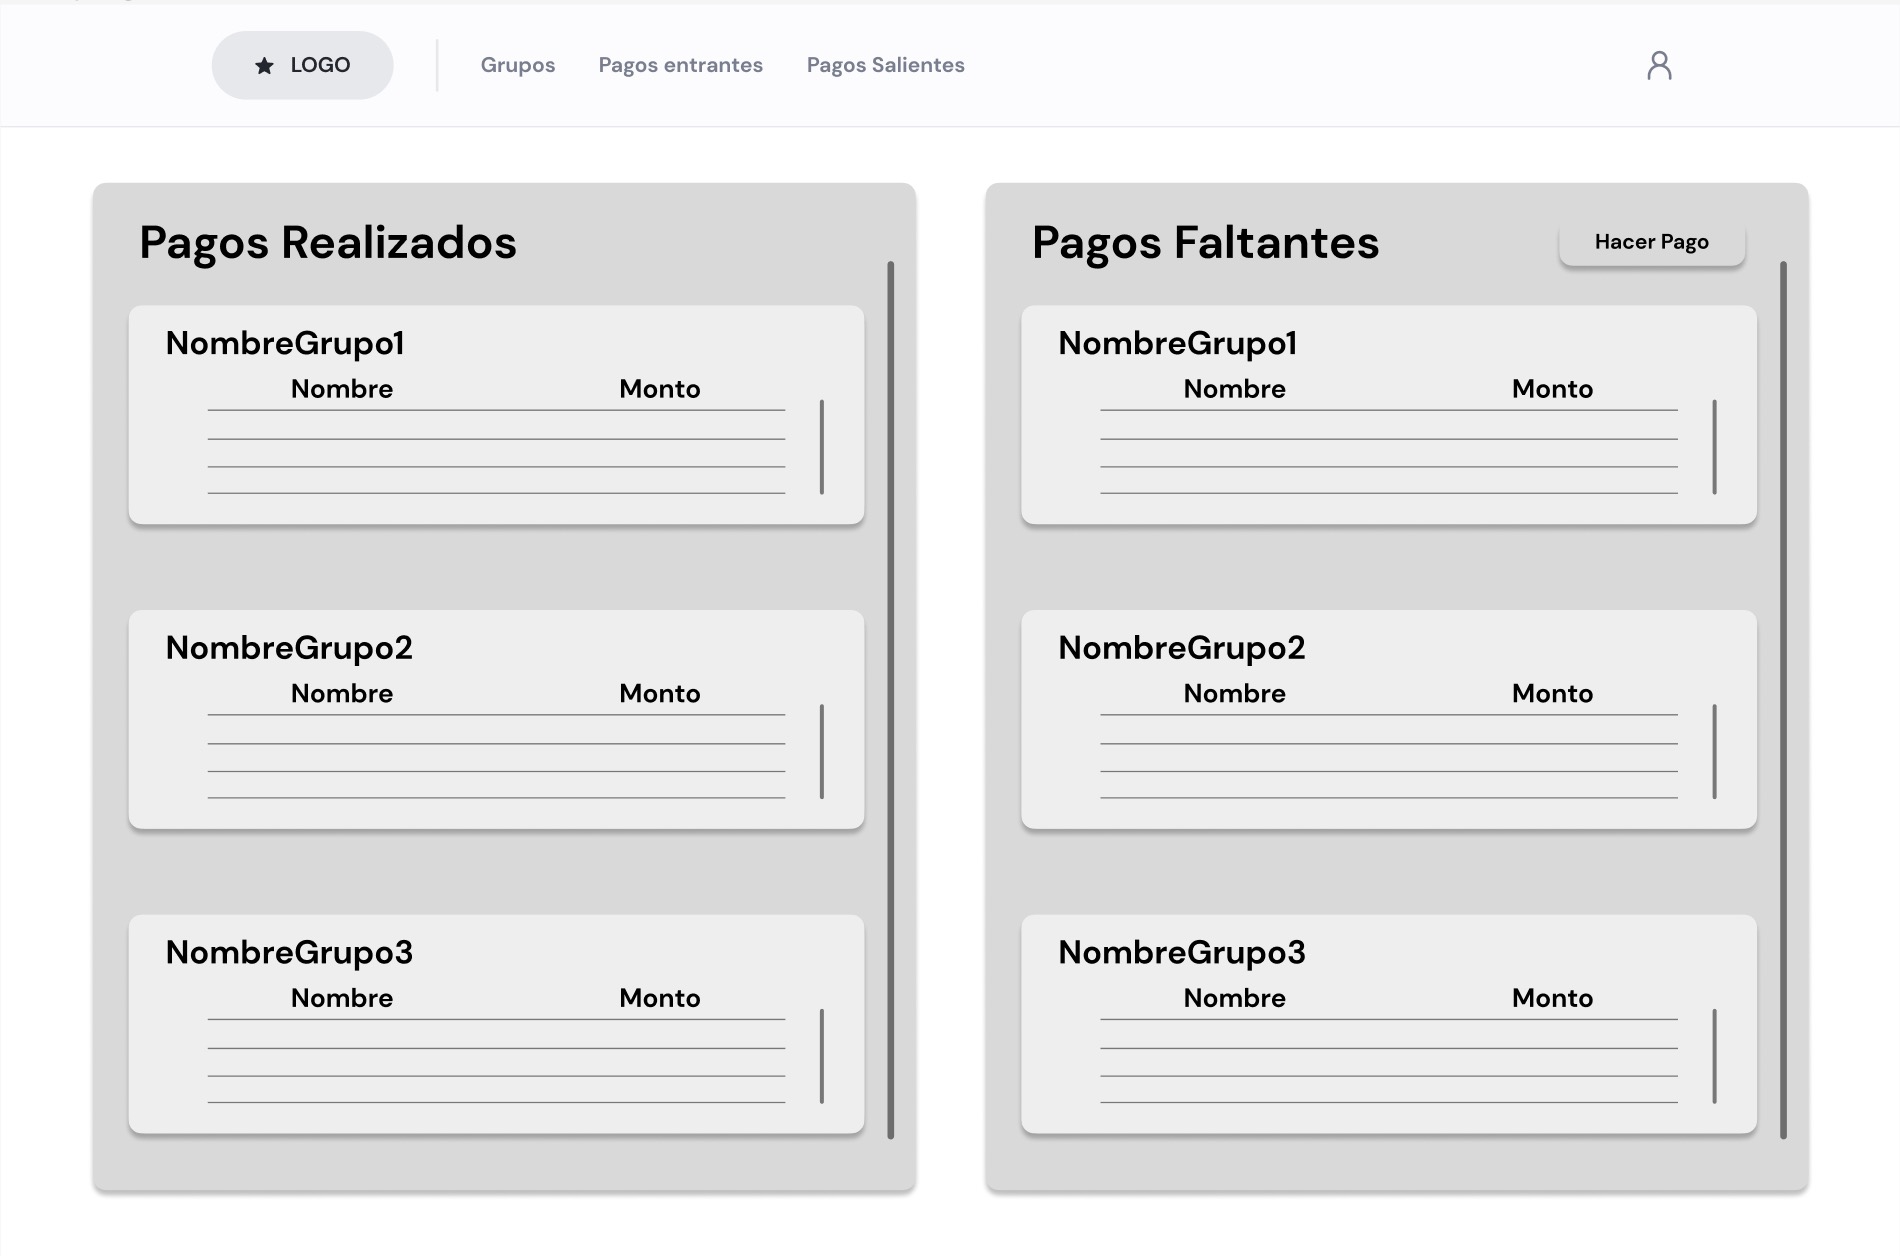 LOGO
Grupos
Pagos entrantes
Pagos Salientes
Pagos Realizados
NombreGrupo1
Nombre Monto
NombreGrupo2
Nombre Monto
NombreGrupo3
Nombre Monto
Pagos Faltantes
Hacer Pago
NombreGrupo1
Nombre Monto
NombreGrupo2
Nombre Monto
NombreGrupo3
Nombre Monto